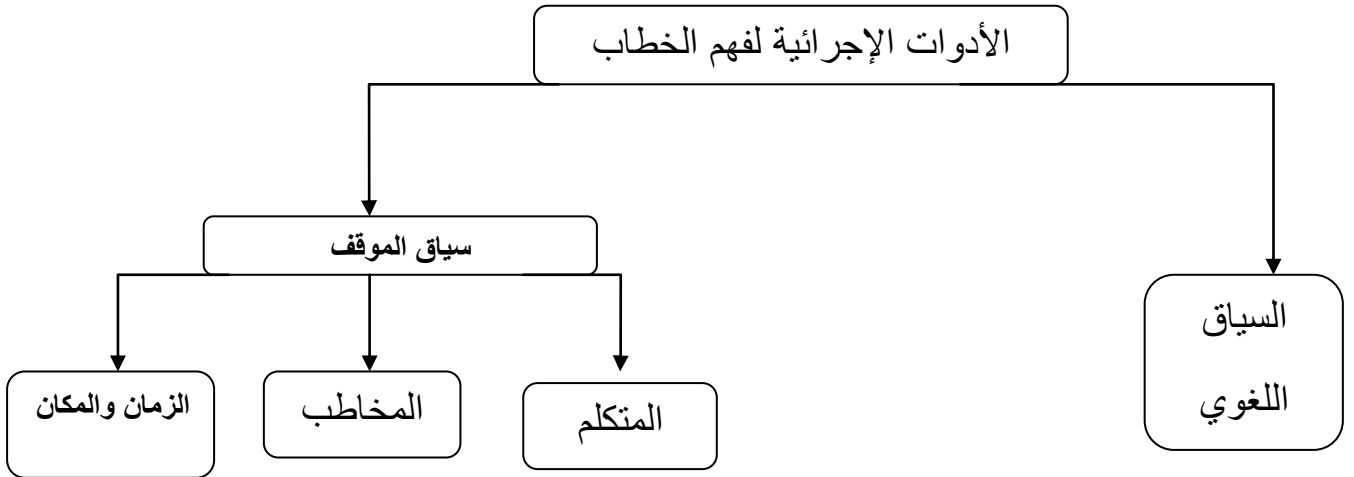 الأدوات الإجرائية لفهم الخطاب
سياق الموقف
السياق
اللغوي
المتكلم
المخاطب
الزمان والمكان